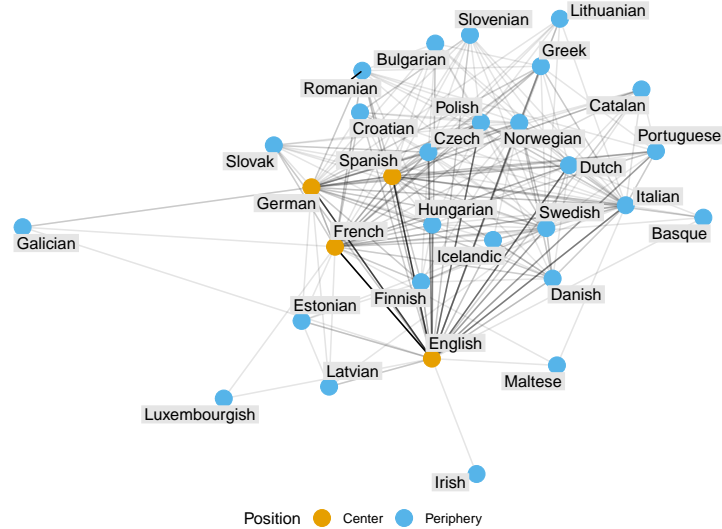 Lithuanian
Slovenian
Greek
Bulgarian
Romanian
Catalan
Polish
Croatian
Czech
Norwegian
Portuguese
Slovak
Spanish
Dutch
German
Italian
Hungarian
Swedish
French
Basque
Galician
Icelandic
Estonian
Finnish
Danish
English
Latvian
Maltese
Luxembourgish
Irish
Position Center Periphery